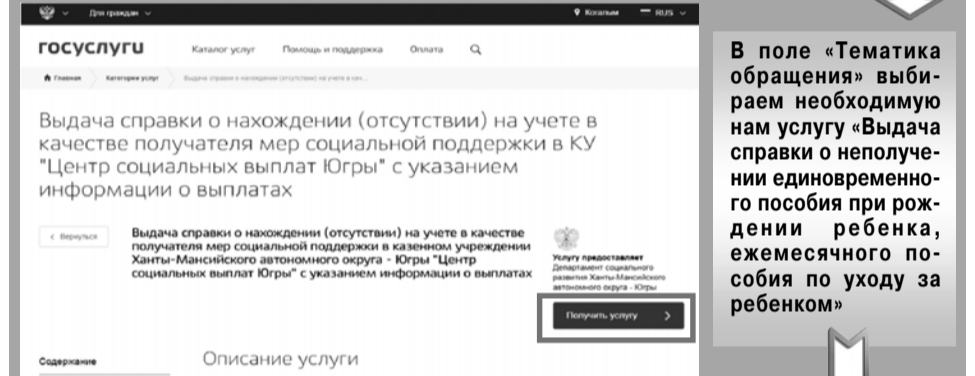 Для граждан
Когалым
RUS
госуслуги
Каталог услуг
Помощь и поддержка
Оплата
Главная
Категории услуг
Выдача справки о нахождении (отсутствии) на учете в кач...
Выдача справки о нахождении (отсутствии) на учете в
качестве получателя мер социальной поддержки в КУ
"Центр социальных выплат Югры" с указанием
информации о выплатах
Вернуться
Выдача справки о нахождении (отсутствии) на учете в качестве
получателя мер социальной поддержки в казенном учреждении
Ханты-Мансийского автономного округа - Югры "Центр
социальных выплат Югры" с указанием информации о выплатах
Услугу предоставляет
Департамент социального
развития Ханты-Мансийского
автономного округа - Югры
Получить услугу
Содержание
Описание услуги
В поле «Тематика
обращения» выби-
раем необходимую
нам услугу «Выдача
справки о неполуче-
нии единовременно-
го пособия при рож-
дении ребенка,
ежемесячного по-
собия по уходу за
ребенком»